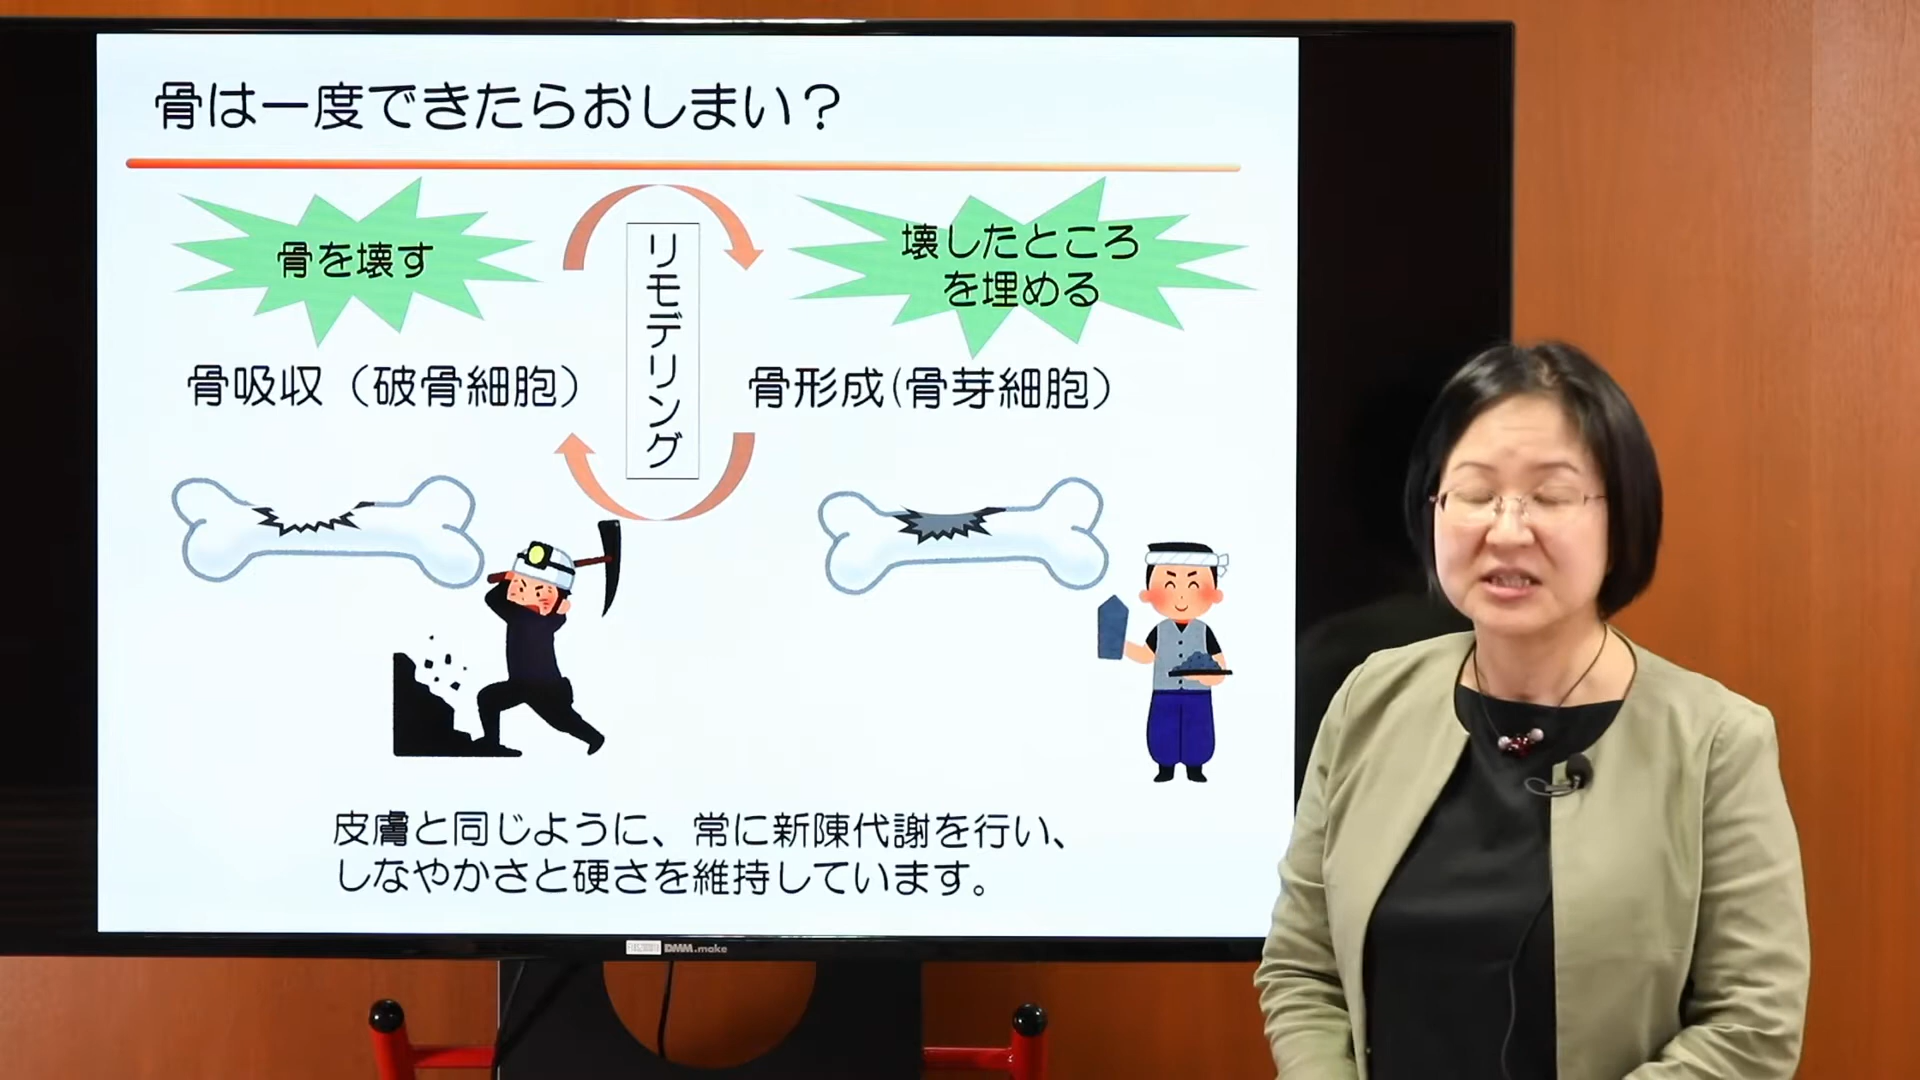 骨は一度できたらおしまい？
骨を壊す
リモデリング
壊したところ
を埋める
骨吸収（破骨細胞）
骨形成(骨芽細胞）
皮膚と同じように、常に新陳代謝を行い、
しなやかさと硬さを維持しています。
DMM.make